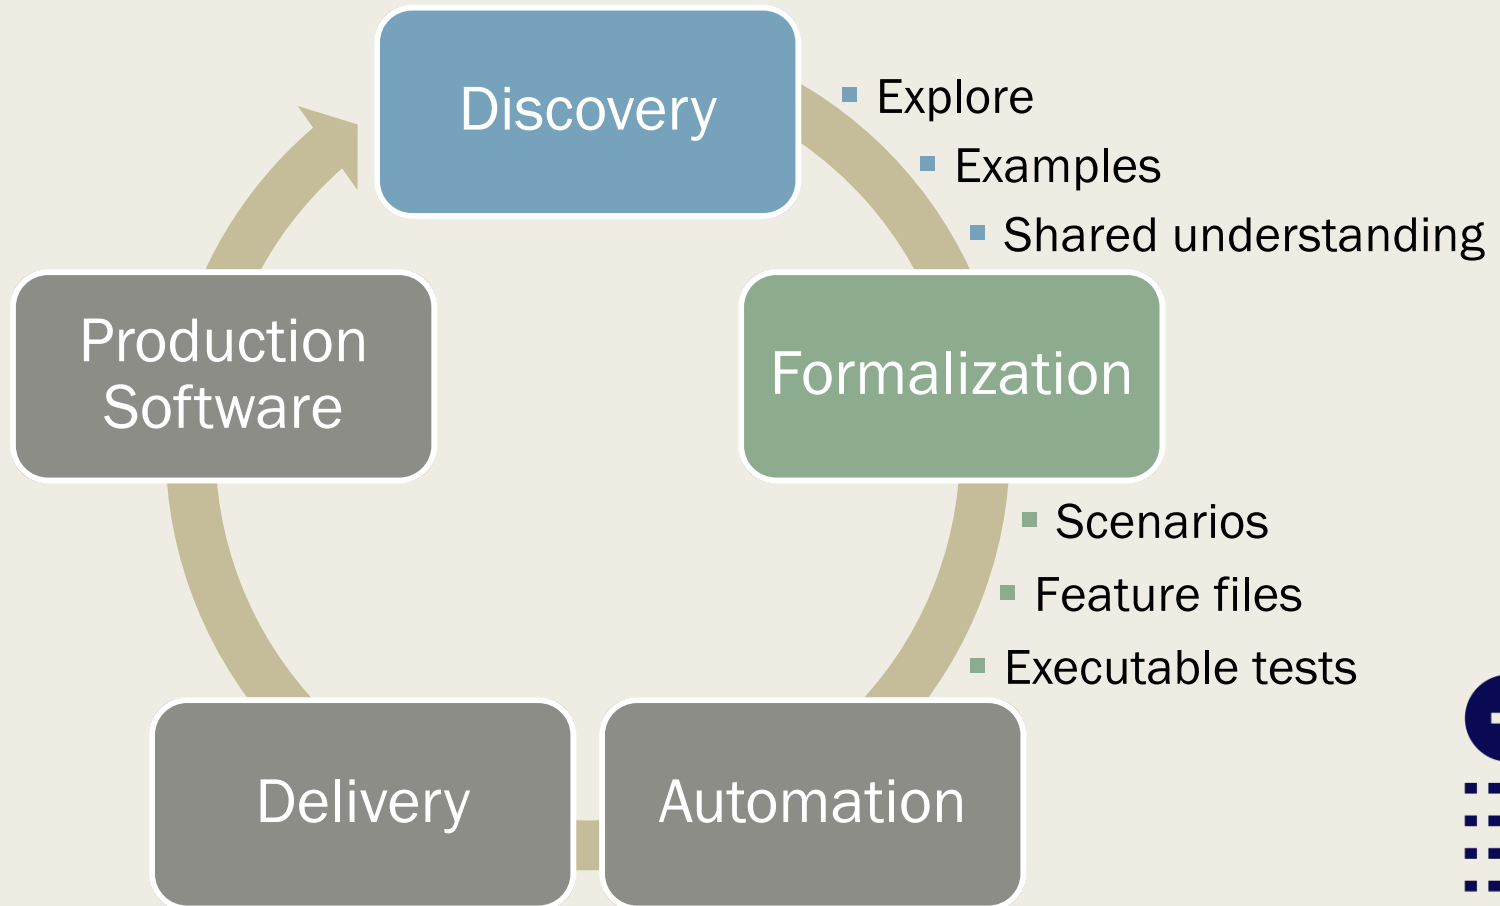 Discovery
Explore
Examples
Shared understanding
Formalization
Scenarios
Feature files
Executable tests
Automation
Delivery
Production
Software